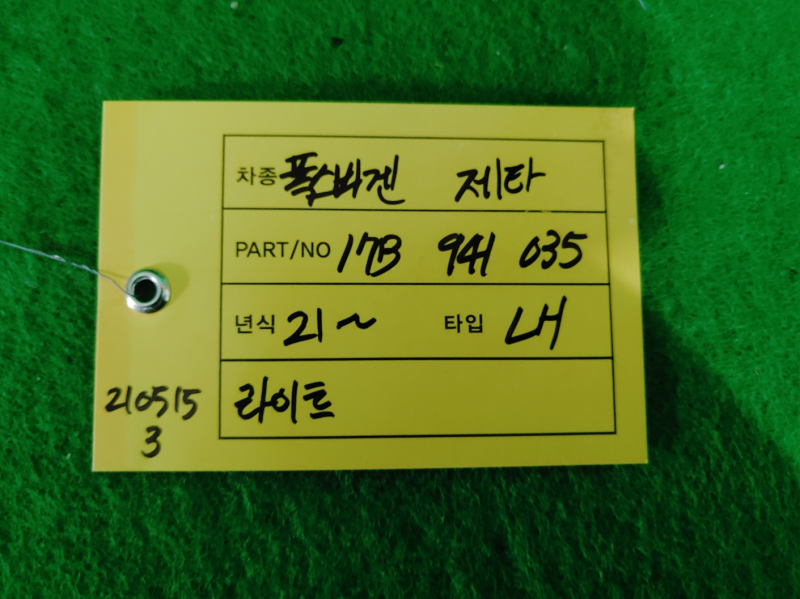 차종 폭스바겐 제타
PART/NO 17B 941 035
년식 21~ 타입 LH
라이트
210515
3